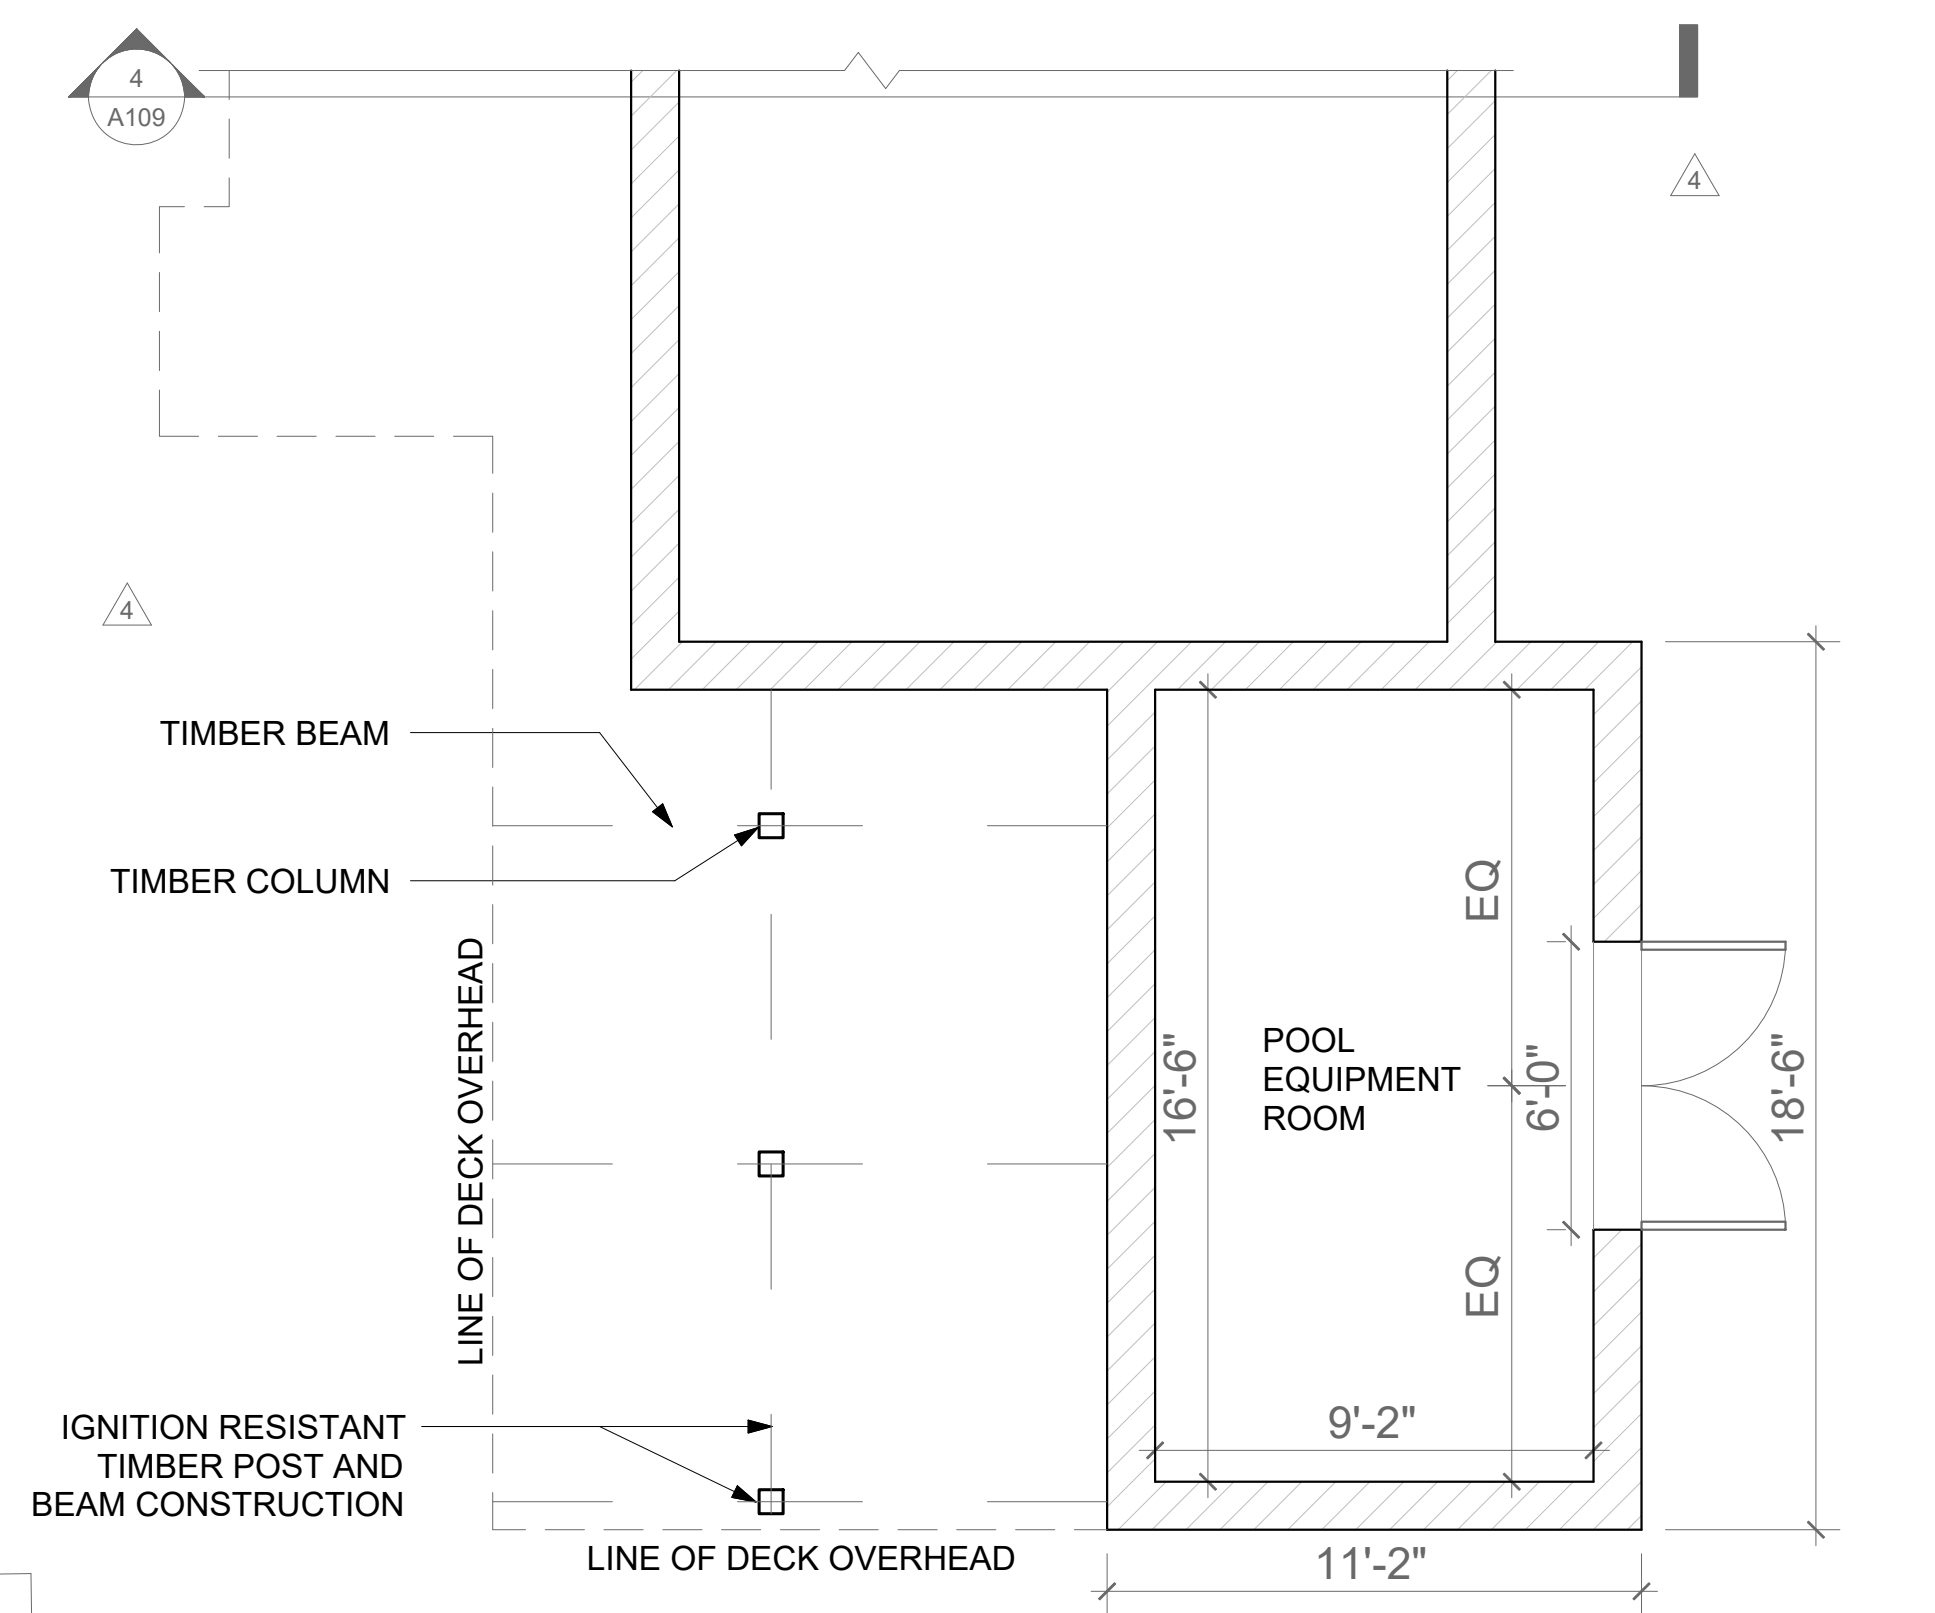 4
A109
4
4
TIMBER BEAM
TIMBER COLUMN
LINE OF DECK OVERHEAD
EQ
POOL
EQUIPMENT
ROOM
16'-6"
6'-0"
18'-6"
EQ
9'-2"
IGNITION RESISTANT
TIMBER POST AND
BEAM CONSTRUCTION
LINE OF DECK OVERHEAD
11'-2"